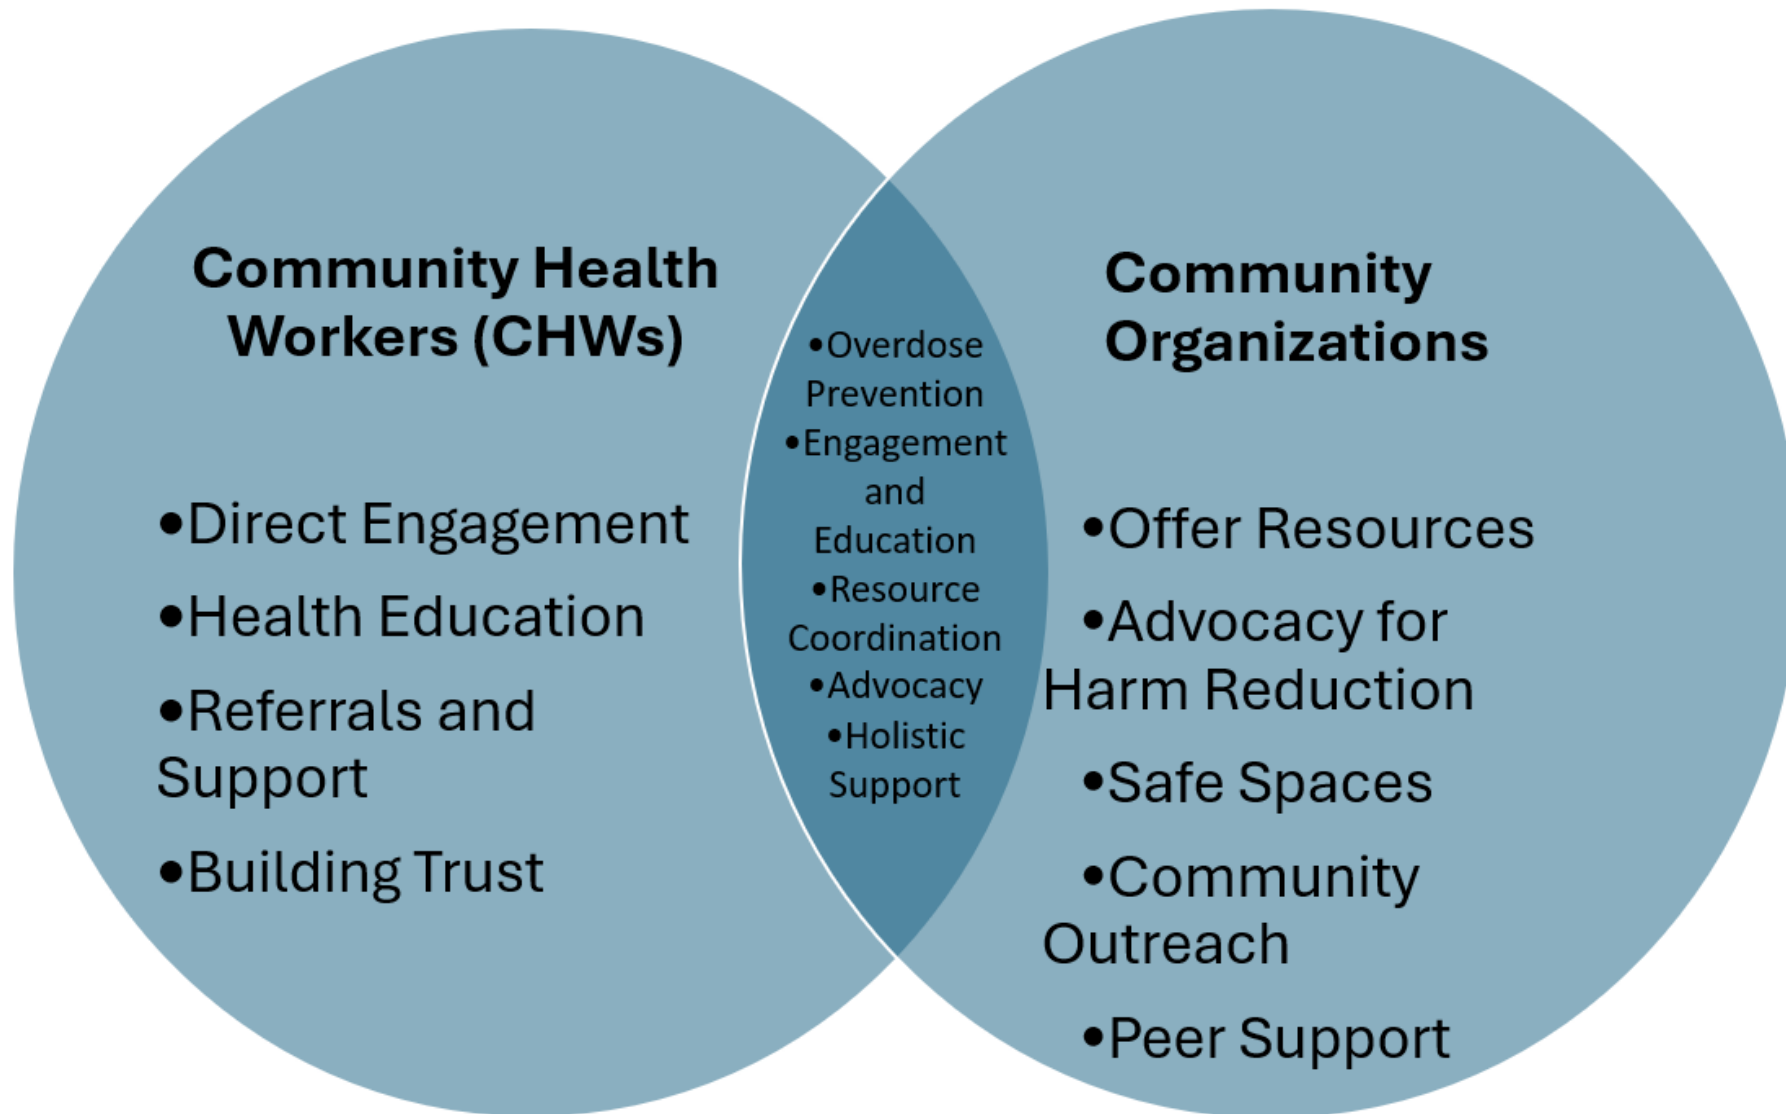 Community Health
Workers (CHWs)
•Direct Engagement
•Health Education
•Referrals and
Support
•Building Trust
•Overdose
Prevention
•Engagement
and
Education
•Resource
Coordination
•Advocacy
•Holistic
Support
Community
Organizations
•Offer Resources
•Advocacy for
Harm Reduction
•Safe Spaces
•Community
Outreach
•Peer Support